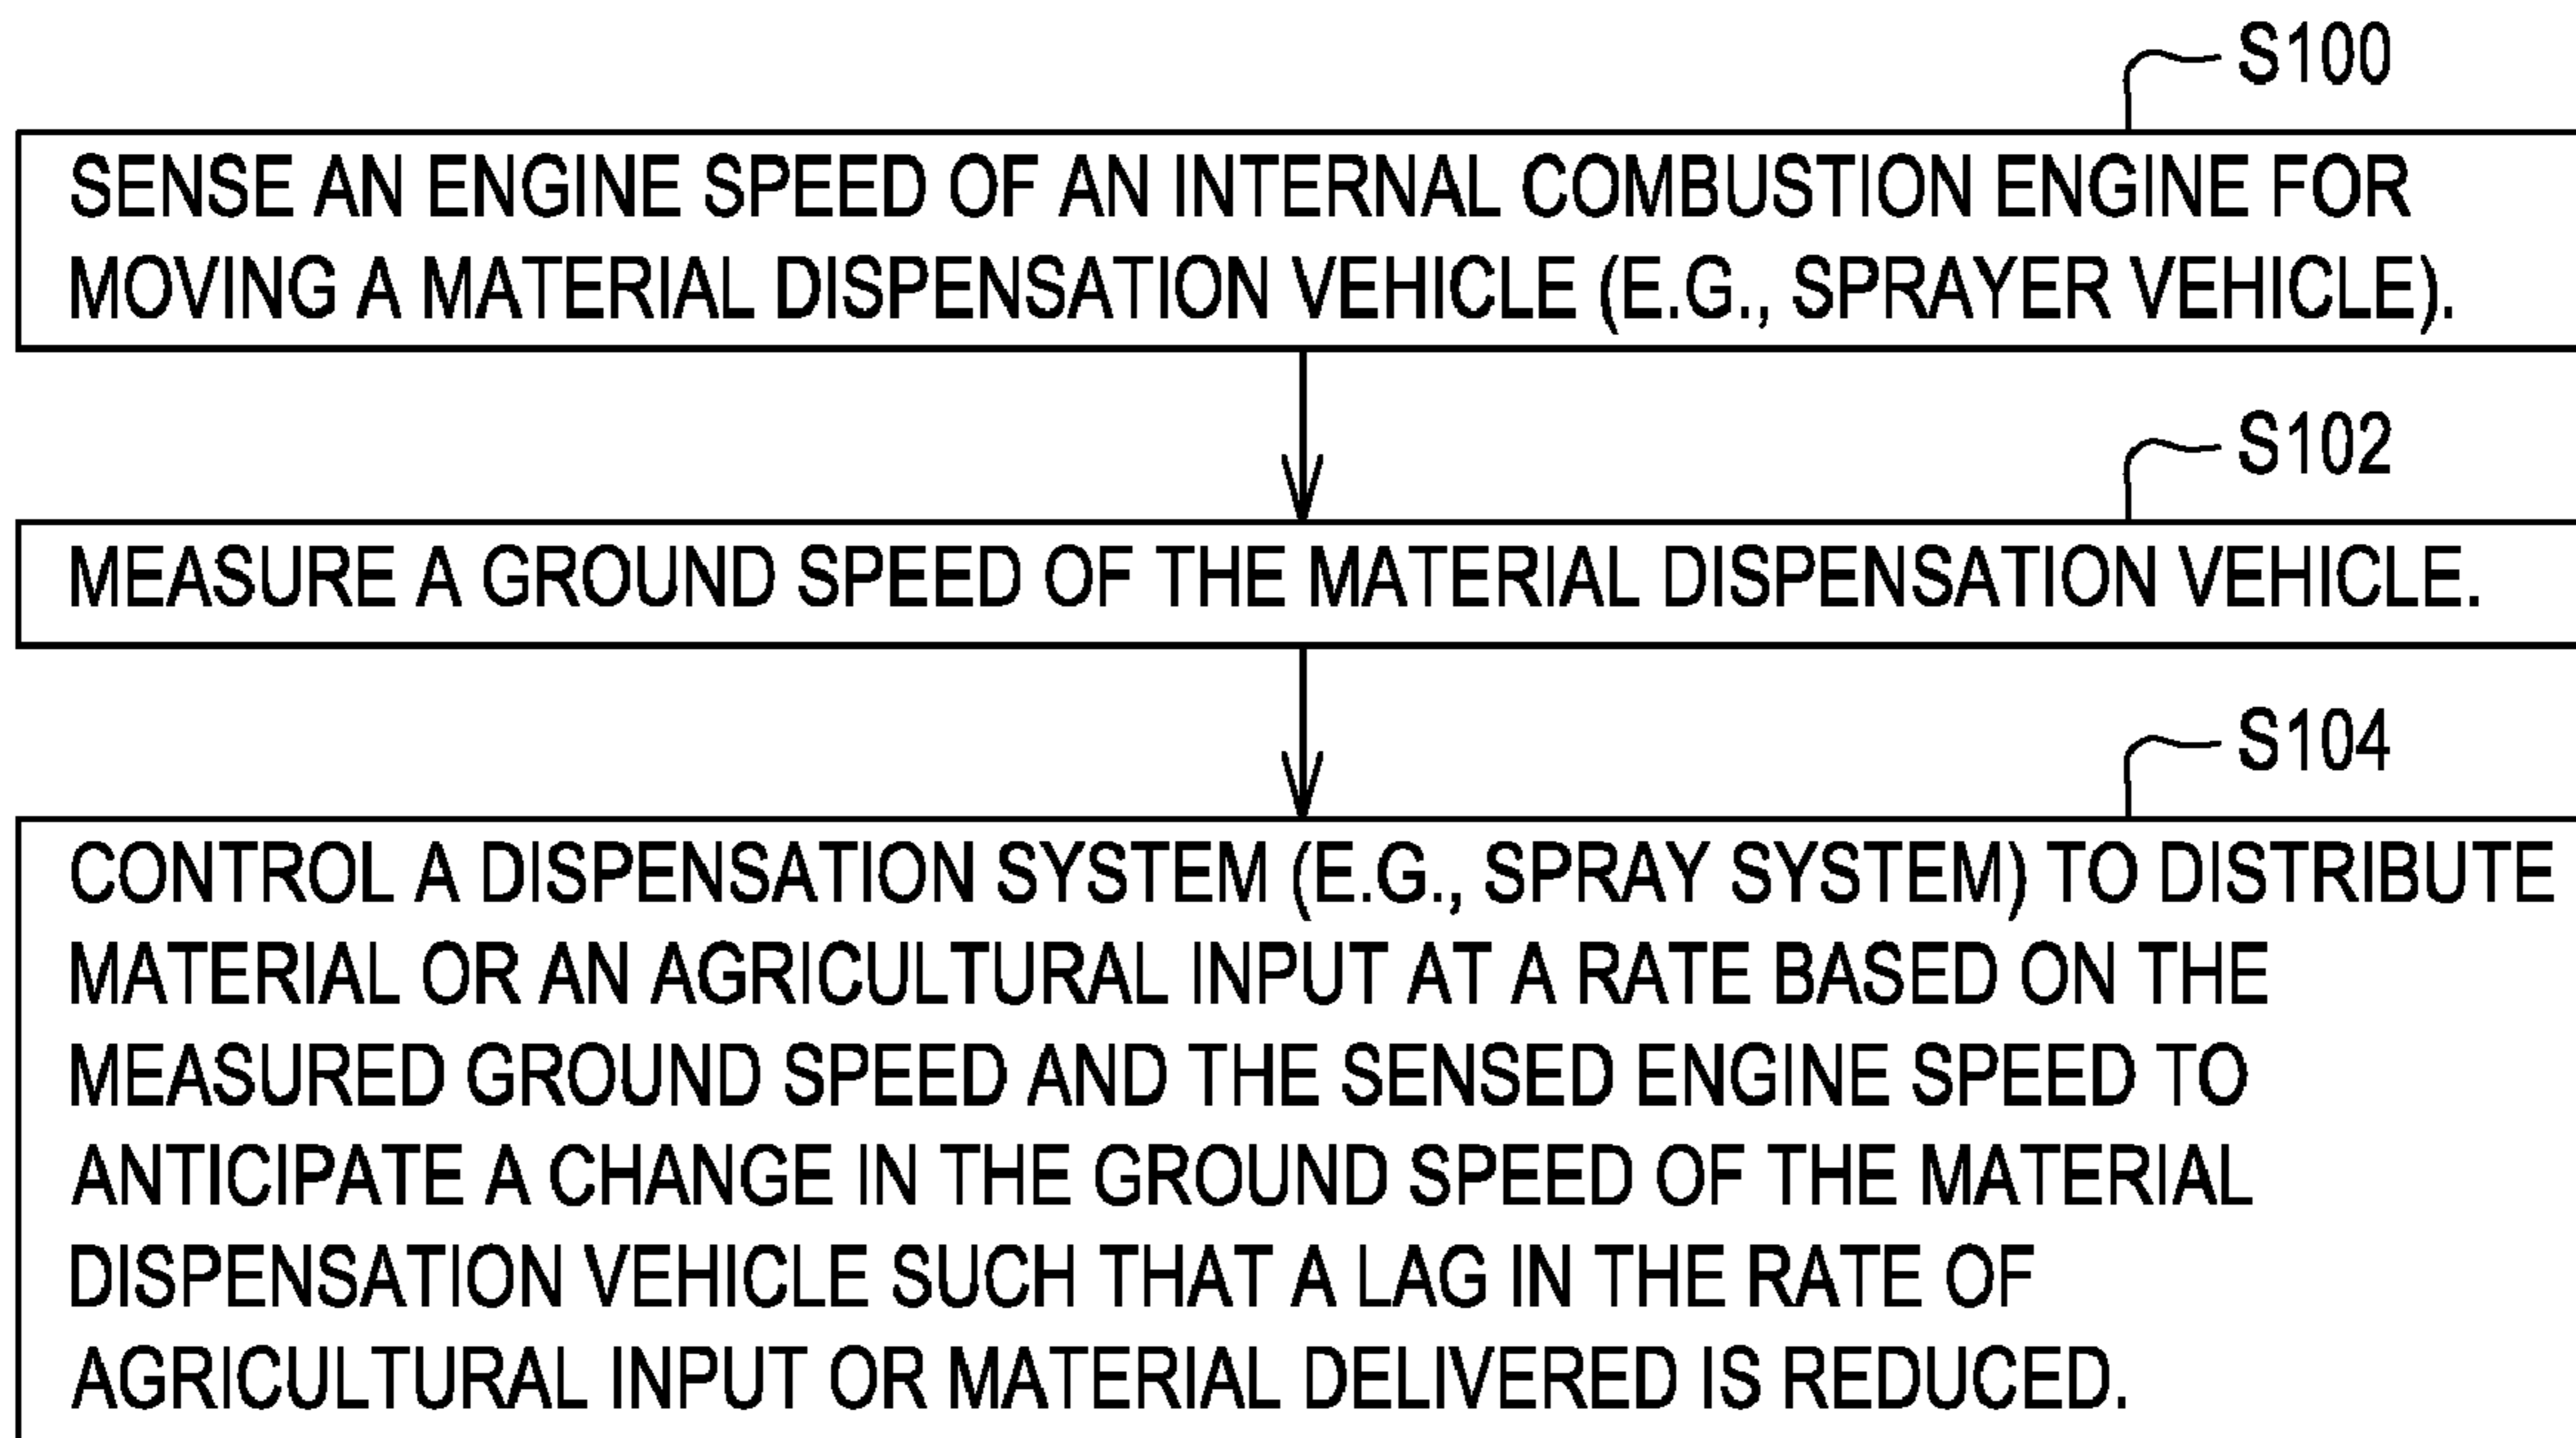 S100
SENSE AN ENGINE SPEED OF AN INTERNAL COMBUSTION ENGINE FOR
MOVING A MATERIAL DISPENSATION VEHICLE (E.G., SPRAYER VEHICLE).
S102
MEASURE A GROUND SPEED OF THE MATERIAL DISPENSATION VEHICLE.
S104
CONTROL A DISPENSATION SYSTEM (E.G., SPRAY SYSTEM) TO DISTRIBUTE
MATERIAL OR AN AGRICULTURAL INPUT AT A RATE BASED ON THE
MEASURED GROUND SPEED AND THE SENSED ENGINE SPEED TO
ANTICIPATE A CHANGE IN THE GROUND SPEED OF THE MATERIAL
DISPENSATION VEHICLE SUCH THAT A LAG IN THE RATE OF
AGRICULTURAL INPUT OR MATERIAL DELIVERED IS REDUCED.